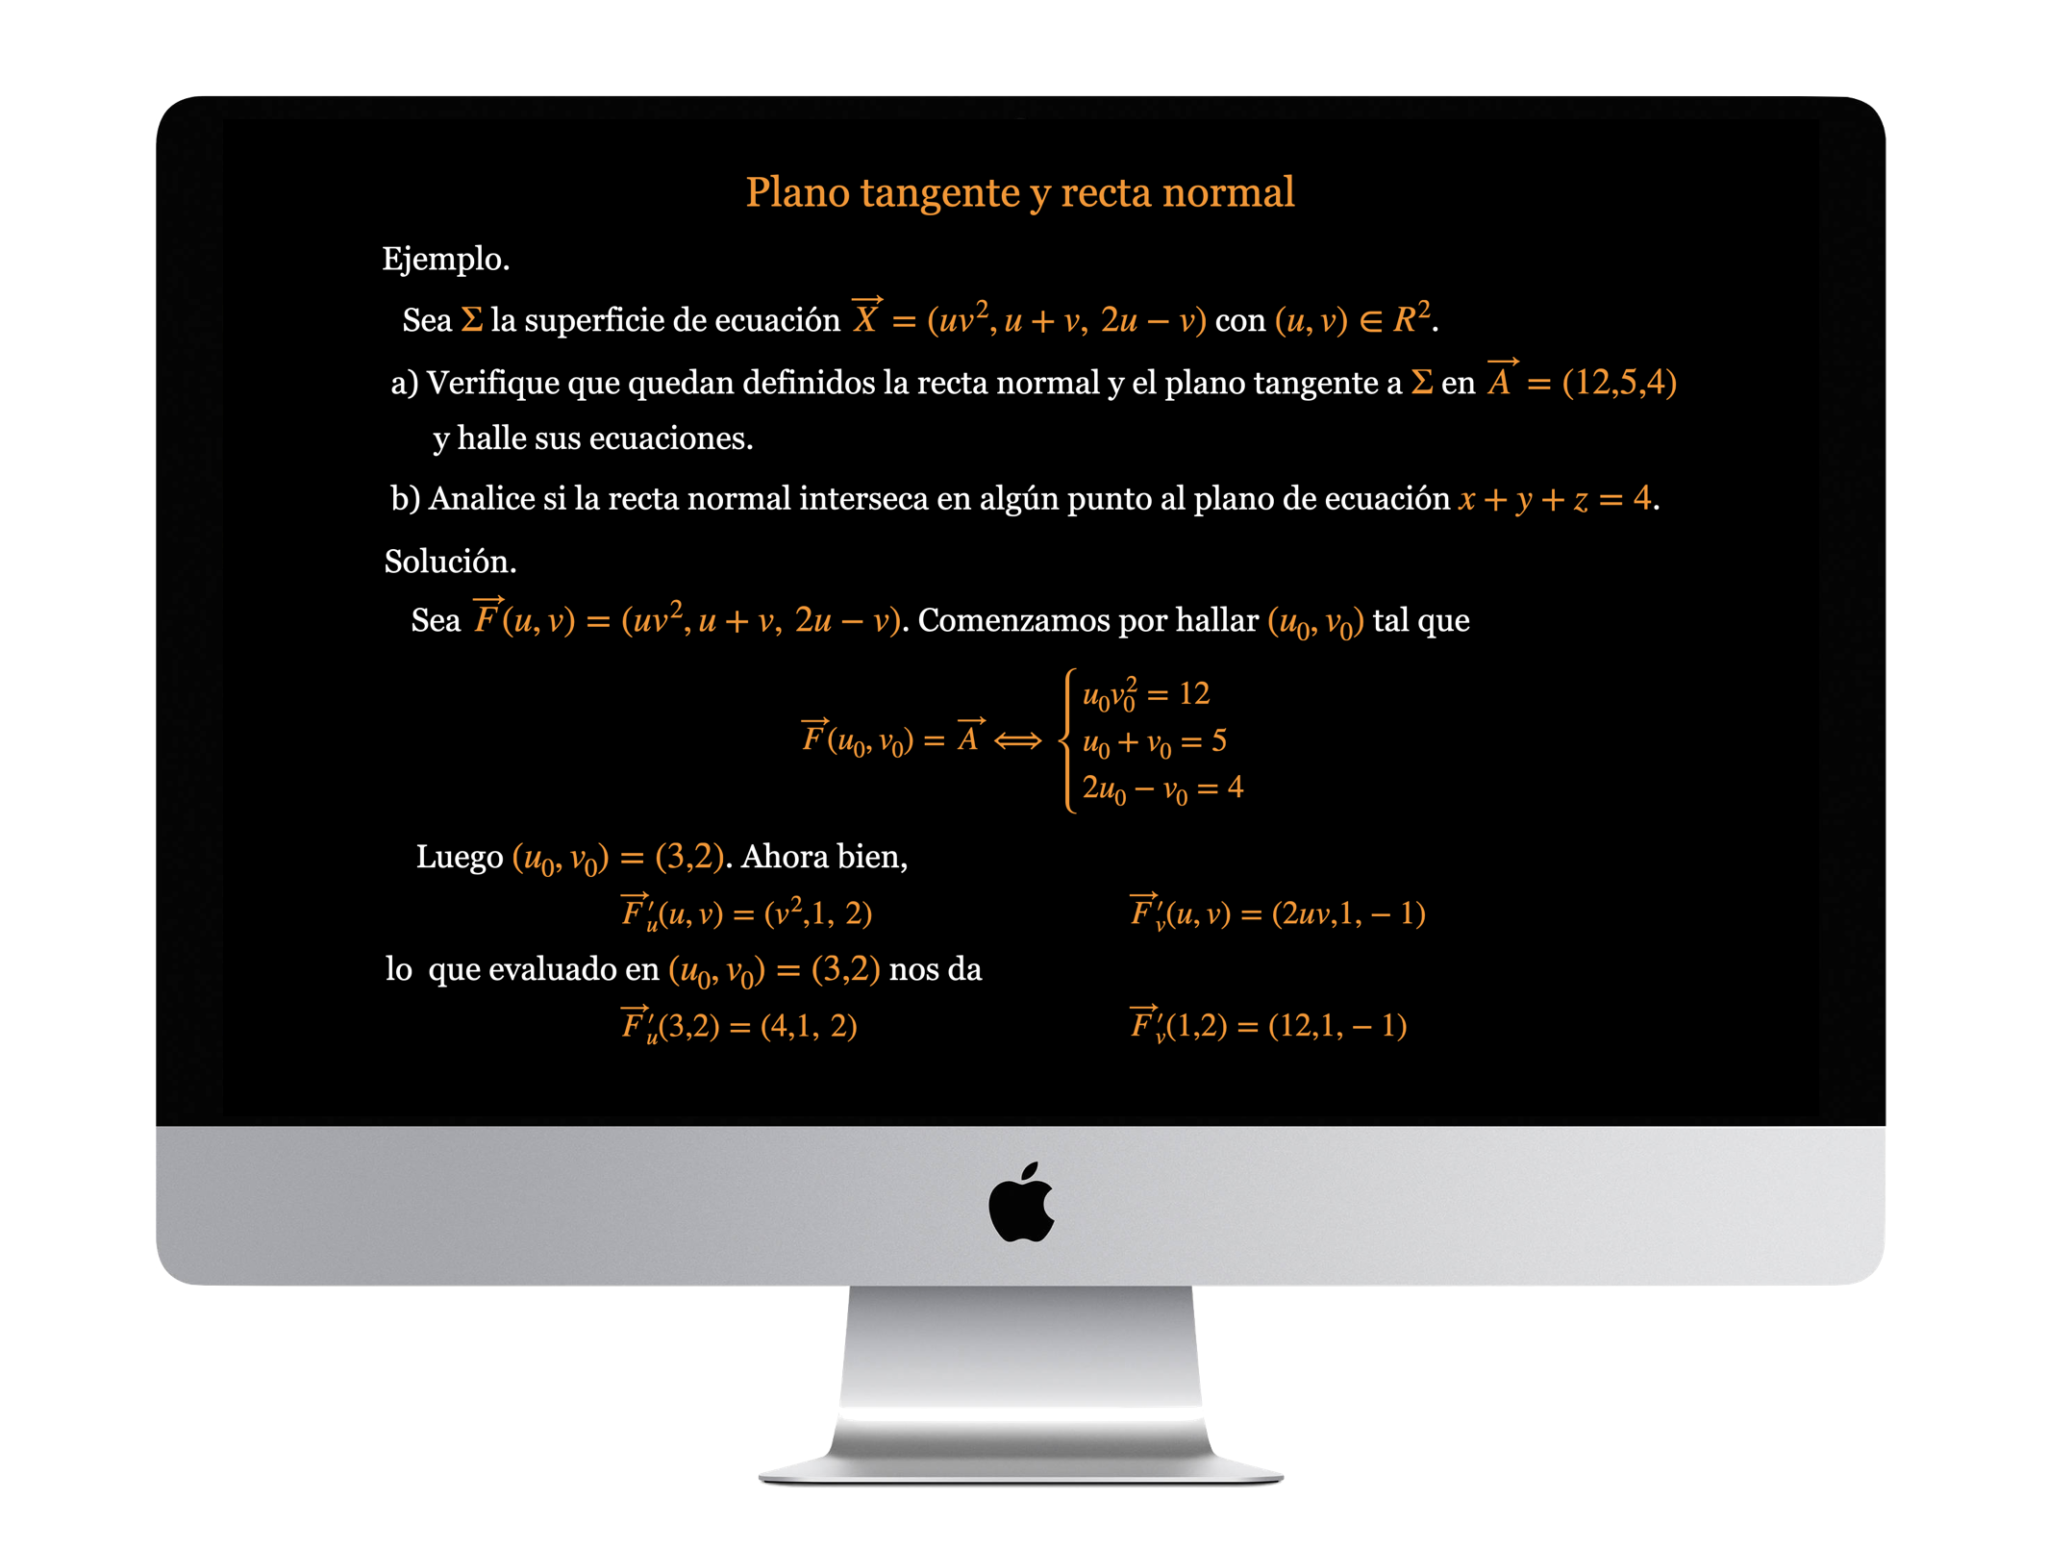 Plano tangente y recta normal
Ejemplo.
Sea Σ la superficie de ecuación $\overrightarrow{X} = (uv^2, u + v, 2u - v)$ con $(u, v) \in R^2$.
a) Verifique que quedan definidos la recta normal y el plano tangente a Σ en $\overrightarrow{A} = (12,5,4)$
y halle sus ecuaciones.
b) Analice si la recta normal interseca en algún punto al plano de ecuación $x + y + z = 4$.
Solución.
Sea $\overrightarrow{F}(u, v) = (uv^2, u + v, 2u - v)$. Comenzamos por hallar $(u_0, v_0)$ tal que
$\overrightarrow{F}(u_0, v_0) = \overrightarrow{A} \Longleftrightarrow \begin{cases} u_0v_0^2 = 12 \\ u_0 + v_0 = 5 \\ 2u_0 - v_0 = 4 \end{cases}$
Luego $(u_0, v_0) = (3,2)$. Ahora bien,
$\overrightarrow{F}'_u(u, v) = (v^2,1, 2)$ $\overrightarrow{F}'_v(u, v) = (2uv,1, - 1)$
lo que evaluado en $(u_0, v_0) = (3,2)$ nos da
$\overrightarrow{F}'_u(3,2) = (4,1, 2)$ $\overrightarrow{F}'_v(1,2) = (12,1, - 1)$